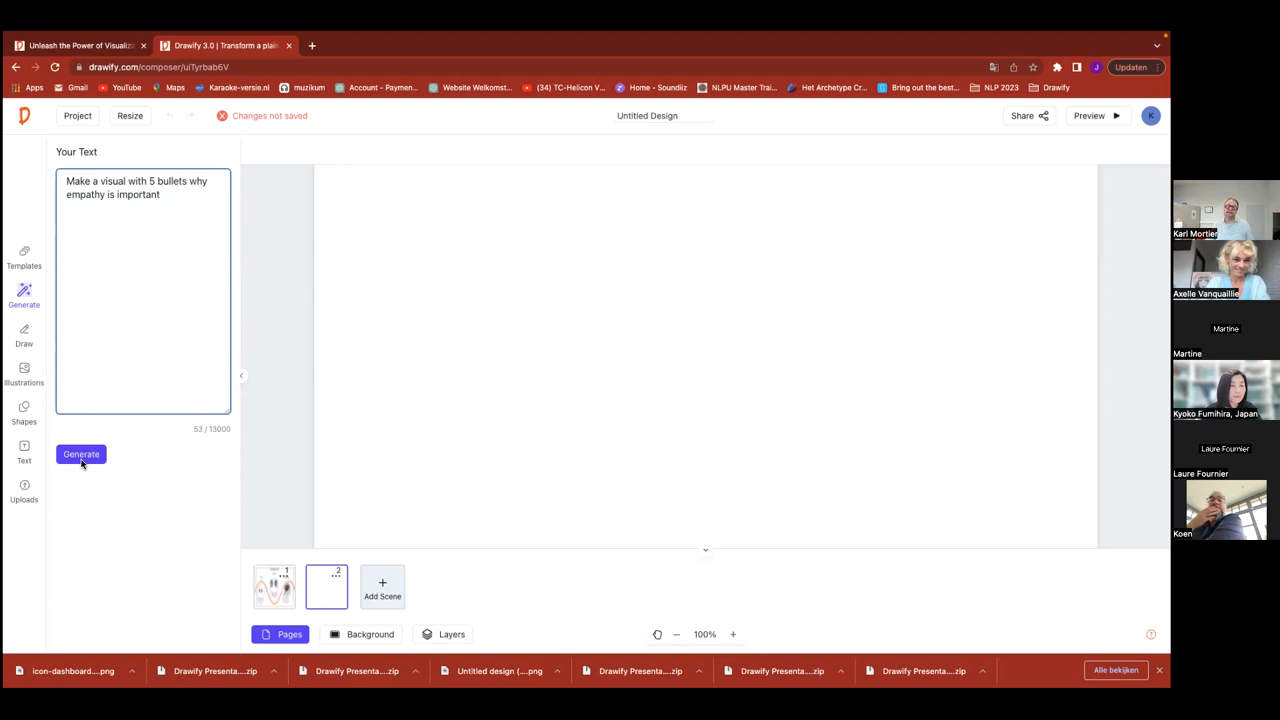 Unleash the Power of Visualiza
Drawify 3.0 | Transform a plain
drawify.com/composer/uiTyrbab6V
Updaten
Apps
Gmail
YouTube
Maps
Karaoke-versie.nl
muzikum
Account - Paymen...
Website Welkomst...
(34) TC-Helicon V...
Home - Soundiiz
NLPU Master Trai...
Het Archetype Cr...
Bring out the best...
NLP 2023
Drawify
Project
Resize
Changes not saved
Untitled Design
Share
Preview
K
Your Text
Make a visual with 5 bullets why
empathy is important
53 / 13000
Generate
Templates
Generate
Draw
Illustrations
Shapes
Text
Uploads
1
2
Add Scene
Pages
Background
Layers
100%
icon-dashboard....png
Drawify Presenta....zip
Drawify Presenta....zip
Untitled design (....png
Drawify Presenta....zip
Drawify Presenta....zip
Drawify Presenta....zip
Alle bekijken
Karl Mortier
Axelle Vanquaillie
Martine
Martine
Kyoko Fumihira, Japan
Laure Fournier
Laure Fournier
Koen